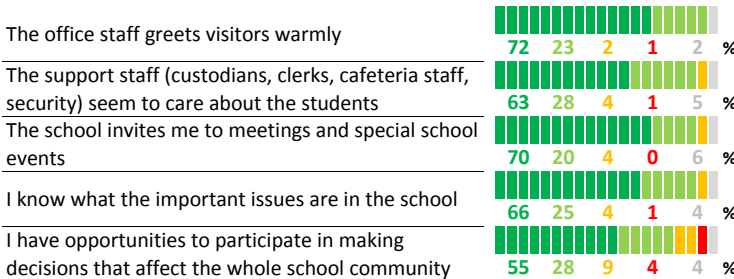 The office staff greets visitors warmly
72 23 2 1 2 %
The support staff (custodians, clerks, cafeteria staff,
security) seem to care about the students
63 28 4 1 5 %
The school invites me to meetings and special school
events
70 20 4 0 6 %
I know what the important issues are in the school
66 25 4 1 4 %
I have opportunities to participate in making
decisions that affect the whole school community
55 28 9 4 4 %